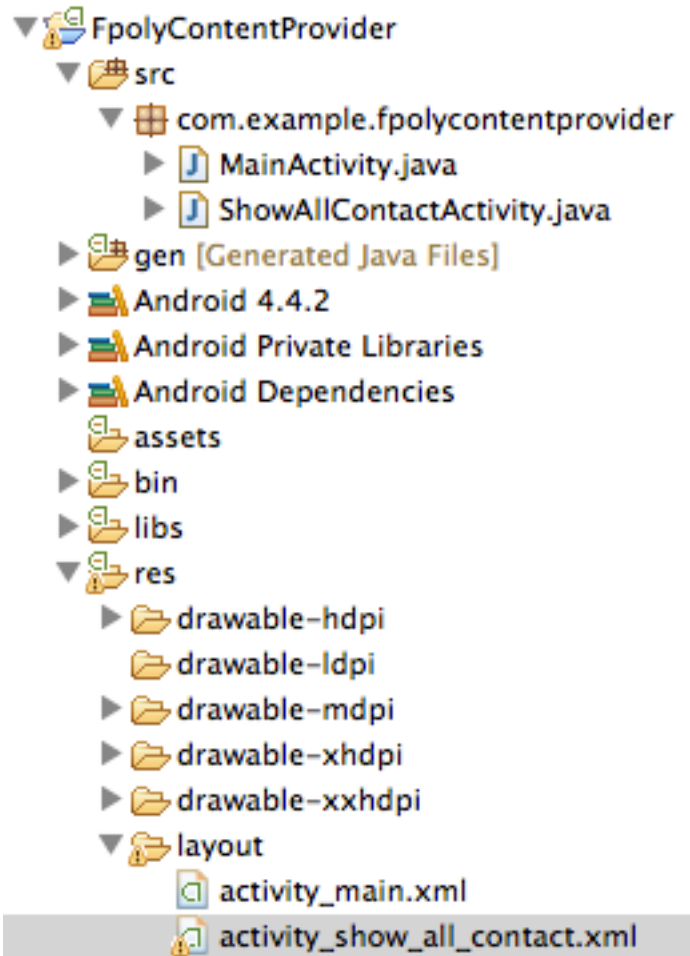 FpolyContentProvider
src
com.example.fpolycontentprovider
MainActivity.java
ShowAllContactActivity.java
gen [Generated Java Files]
Android 4.4.2
Android Private Libraries
Android Dependencies
assets
bin
libs
res
drawable-hdpi
drawable-ldpi
drawable-mdpi
drawable-xhdpi
drawable-xxhdpi
layout
activity_main.xml
activity_show_all_contact.xml